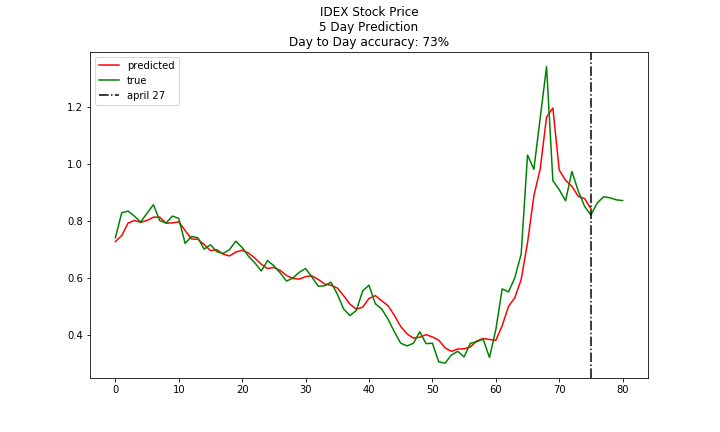 IDEX Stock Price
5 Day Prediction
Day to Day accuracy: 73%
predicted
true
april 27
1.2
1.0
0.8
0.6
0.4
0 10 20 30 40 50 60 70 80